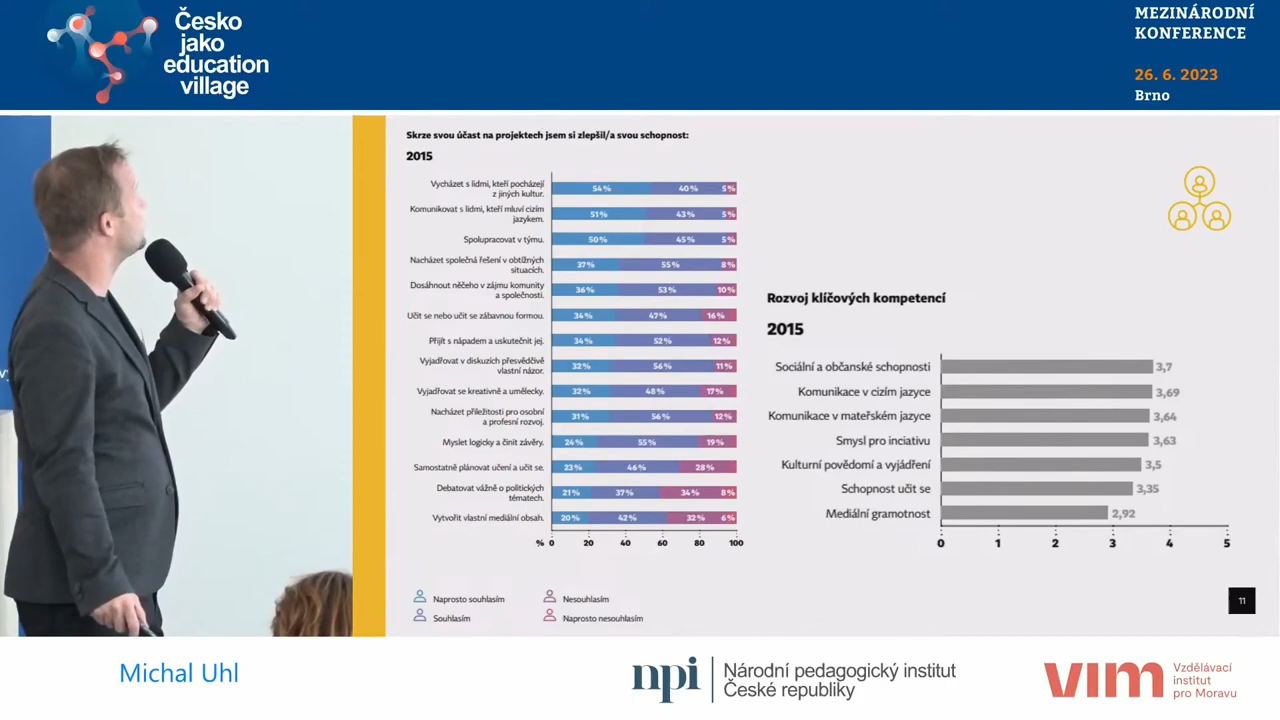 Česko
jako
education
village
MEZINÁRODNÍ
KONFERENCE
26. 6. 2023
Brno
Skrze svou účast na projektech jsem si zlepšil/a svou schopnost:
2015
Vycházet s lidmi, kteří pocházejí
z jiných kultur.
54 % 40 % 5 %
Komunikovat s lidmi, kteří mluví cizím
jazykem.
51 % 43 % 5 %
Spolupracovat v týmu.
50 % 45 % 5 %
Nacházet společná řešení v obtížných
situacích.
37 % 55 % 8 %
Dosáhnout něčeho v zájmu komunity
a společnosti.
36 % 53 % 10 %
Učit se nebo učit se zábavnou formou.
34 % 47 % 16 %
Přijít s nápadem a uskutečnit jej.
34 % 52 % 12 %
Vyjadřovat v diskuzích přesvědčivě
vlastní názor.
32 % 56 % 11 %
Vyjadřovat se kreativně a umělecky.
32 % 48 % 17 %
Nacházet příležitosti pro osobní
a profesní rozvoj.
31 % 56 % 12 %
Myslet logicky a činit závěry.
24 % 55 % 19 %
Samostatně plánovat učení a učit se.
23 % 46 % 28 %
Debatovat vážně o politických
tématech.
21 % 37 % 34 % 8 %
Vytvořit vlastní mediální obsah.
20 % 42 % 32 % 6 %
% 0 20 40 60 80 100
Naprosto souhlasím
Souhlasím
Nesouhlasím
Naprosto nesouhlasím
Rozvoj klíčových kompetencí
2015
Sociální a občanské schopnosti 3,7
Komunikace v cizím jazyce 3,69
Komunikace v mateřském jazyce 3,64
Smysl pro inciativu 3,63
Kulturní povědomí a vyjádření 3,5
Schopnost učit se 3,35
Mediální gramotnost 2,92
0 1 2 3 4 5
11
Michal Uhl
npi
Národní pedagogický institut
České republiky
vim
Vzdělávací
institut
pro Moravu